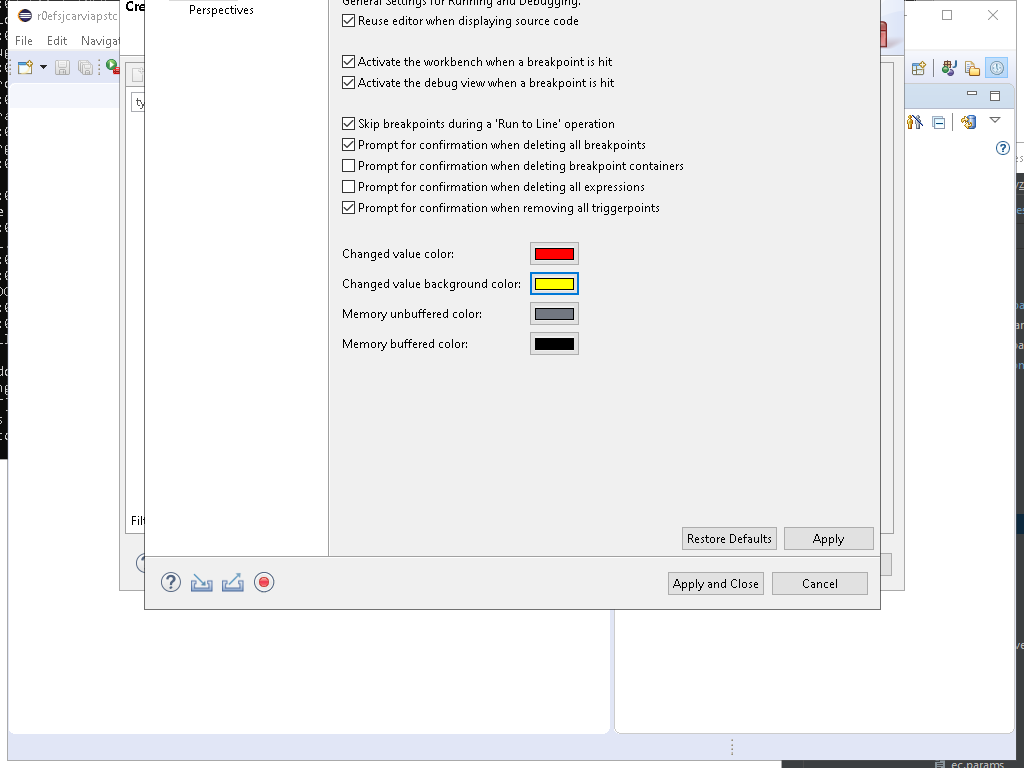 r0efsjcarviapstc
Cre
Perspectives
General Settings for Running and Debugging.
Reuse editor when displaying source code
File Edit Navigat
Activate the workbench when a breakpoint is hit
Activate the debug view when a breakpoint is hit
ty
Skip breakpoints during a 'Run to Line' operation
Prompt for confirmation when deleting all breakpoints
Prompt for confirmation when deleting breakpoint containers
Prompt for confirmation when deleting all expressions
Prompt for confirmation when removing all triggerpoints
Changed value color:
Changed value background color:
Memory unbuffered color:
Memory buffered color:
Filt
Restore Defaults Apply
Apply and Close Cancel
ec.params